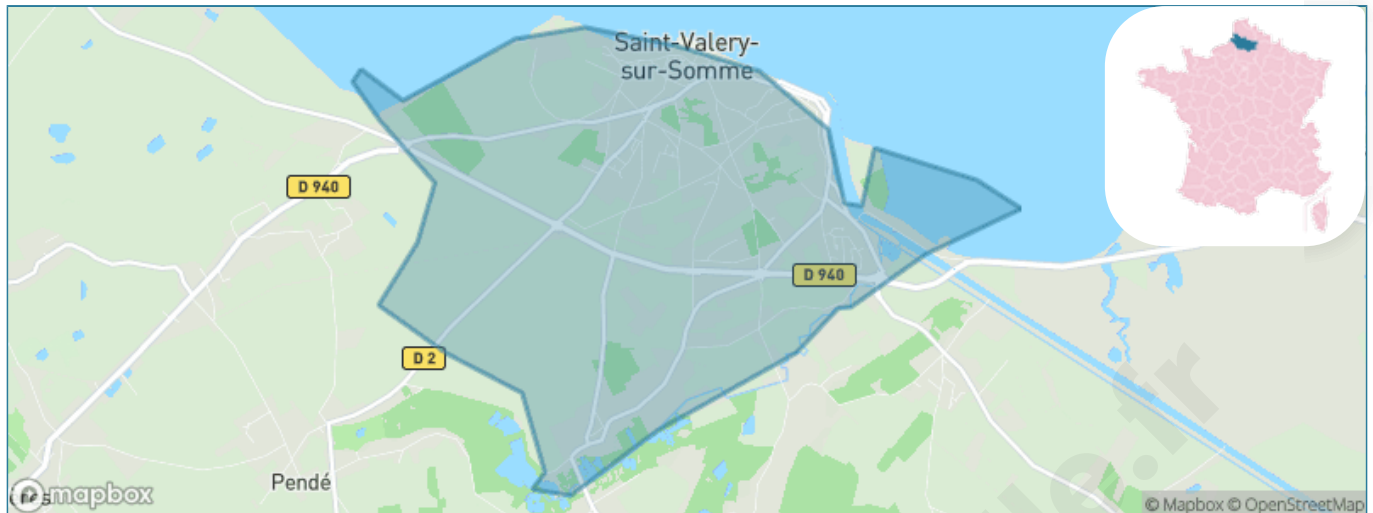 Saint-Valery-
sur-Somme
D 940
D 940
D 2
Pendé
mapbox
© Mapbox © OpenStreetMap